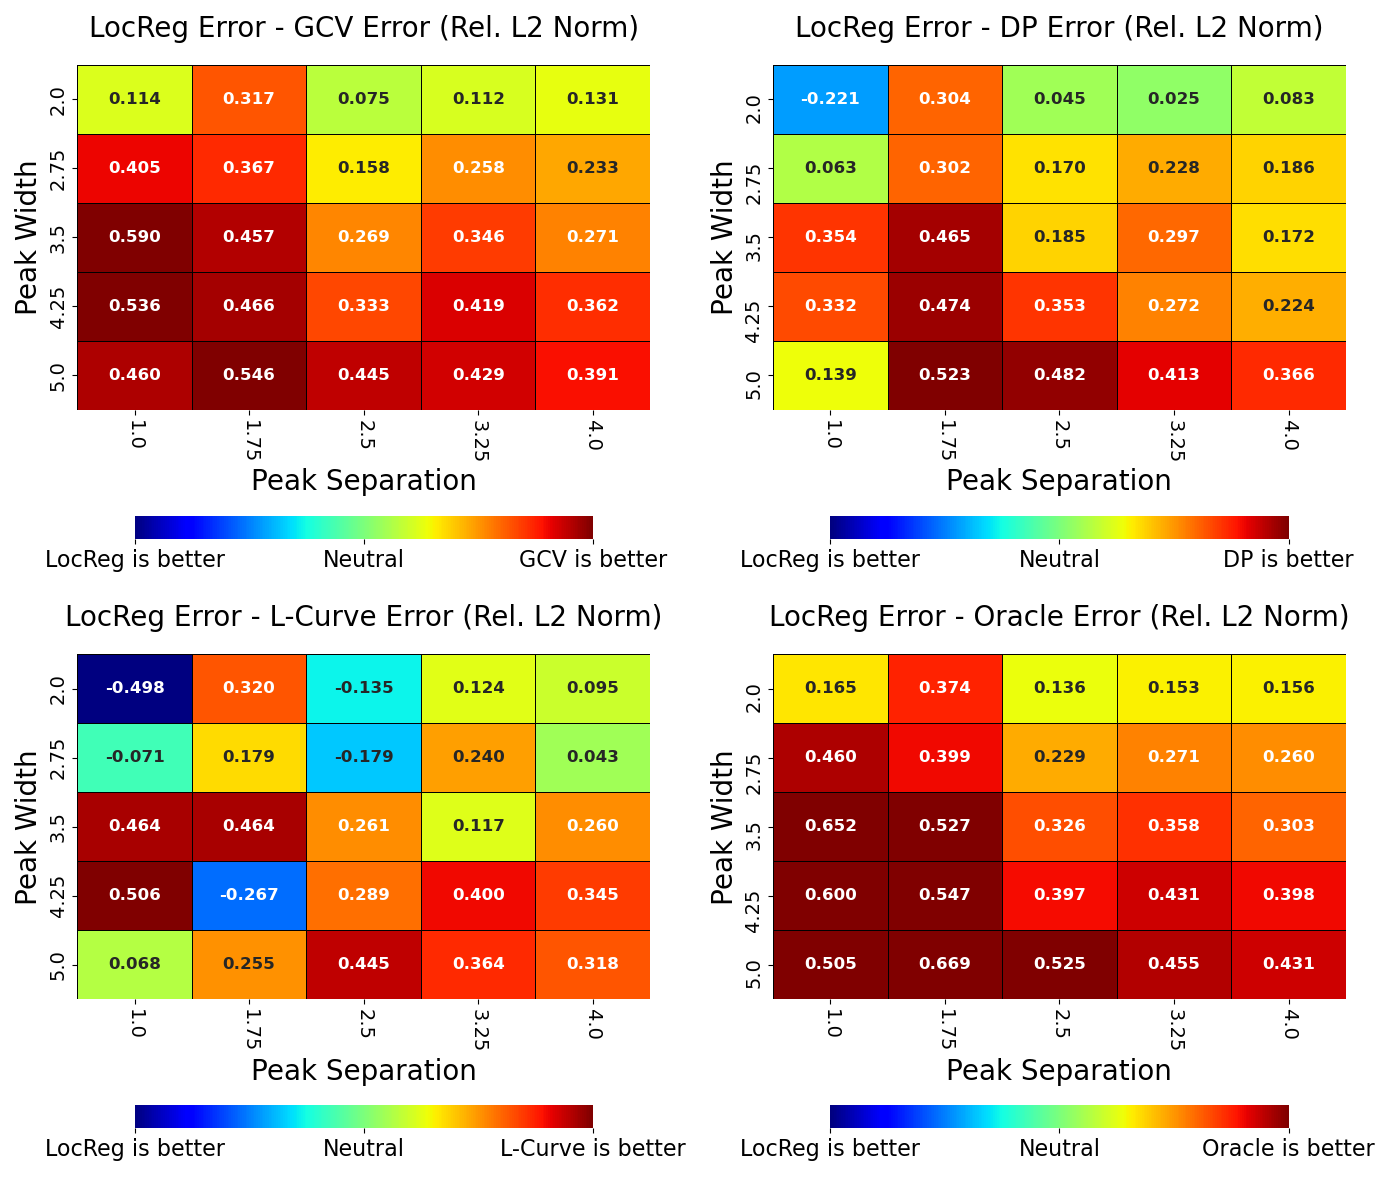 LocReg Error - GCV Error (Rel. L2 Norm)
Peak Width
2.0 0.114 0.317 0.075 0.112 0.131
2.75 0.405 0.367 0.158 0.258 0.233
3.5 0.590 0.457 0.269 0.346 0.271
4.25 0.536 0.466 0.333 0.419 0.362
5.0 0.460 0.546 0.445 0.429 0.391
1.0 1.75 2.5 3.25 4.0
Peak Separation
LocReg is better Neutral GCV is better
LocReg Error - DP Error (Rel. L2 Norm)
Peak Width
2.0 -0.221 0.304 0.045 0.025 0.083
2.75 0.063 0.302 0.170 0.228 0.186
3.5 0.354 0.465 0.185 0.297 0.172
4.25 0.332 0.474 0.353 0.272 0.224
5.0 0.139 0.523 0.482 0.413 0.366
1.0 1.75 2.5 3.25 4.0
Peak Separation
LocReg is better Neutral DP is better
LocReg Error - L-Curve Error (Rel. L2 Norm)
Peak Width
2.0 -0.498 0.320 -0.135 0.124 0.095
2.75 -0.071 0.179 -0.179 0.240 0.043
3.5 0.464 0.464 0.261 0.117 0.260
4.25 0.506 -0.267 0.289 0.400 0.345
5.0 0.068 0.255 0.445 0.364 0.318
1.0 1.75 2.5 3.25 4.0
Peak Separation
LocReg is better Neutral L-Curve is better
LocReg Error - Oracle Error (Rel. L2 Norm)
Peak Width
2.0 0.165 0.374 0.136 0.153 0.156
2.75 0.460 0.399 0.229 0.271 0.260
3.5 0.652 0.527 0.326 0.358 0.303
4.25 0.600 0.547 0.397 0.431 0.398
5.0 0.505 0.669 0.525 0.455 0.431
1.0 1.75 2.5 3.25 4.0
Peak Separation
LocReg is better Neutral Oracle is better